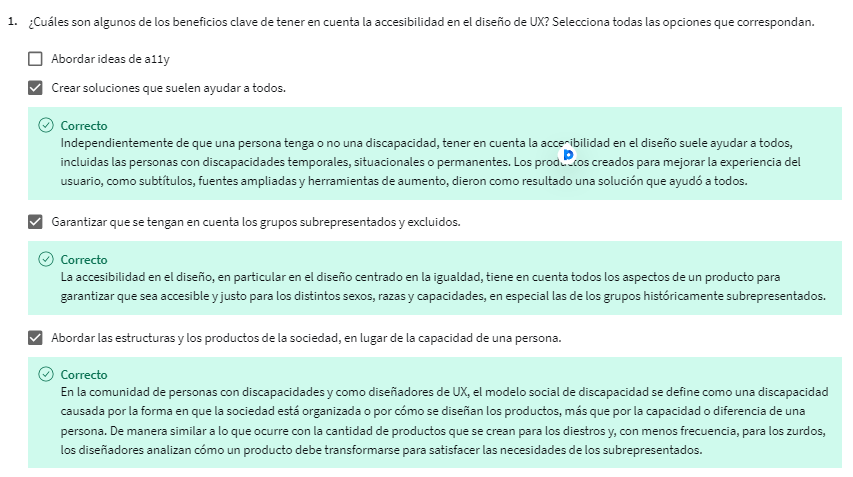 1. ¿Cuáles son algunos de los beneficios clave de tener en cuenta la accesibilidad en el diseño de UX? Selecciona todas las opciones que correspondan.
Abordar ideas de a11y
Crear soluciones que suelen ayudar a todos.
Correcto
Independientemente de que una persona tenga o no una discapacidad, tener en cuenta la accesibilidad en el diseño suele ayudar a todos,
incluidas las personas con discapacidades temporales, situacionales o permanentes. Los productos creados para mejorar la experiencia del
usuario, como subtítulos, fuentes ampliadas y herramientas de aumento, dieron como resultado una solución que ayudó a todos.
Garantizar que se tengan en cuenta los grupos subrepresentados y excluidos.
Correcto
La accesibilidad en el diseño, en particular en el diseño centrado en la igualdad, tiene en cuenta todos los aspectos de un producto para
garantizar que sea accesible y justo para los distintos sexos, razas y capacidades, en especial las de los grupos históricamente subrepresentados.
Abordar las estructuras y los productos de la sociedad, en lugar de la capacidad de una persona.
Correcto
En la comunidad de personas con discapacidades y como diseñadores de UX, el modelo social de discapacidad se define como una discapacidad
causada por la forma en que la sociedad está organizada o por cómo se diseñan los productos, más que por la capacidad o diferencia de una
persona. De manera similar a lo que ocurre con la cantidad de productos que se crean para los diestros y, con menos frecuencia, para los zurdos,
los diseñadores analizan cómo un producto debe transformarse para satisfacer las necesidades de los subrepresentados.